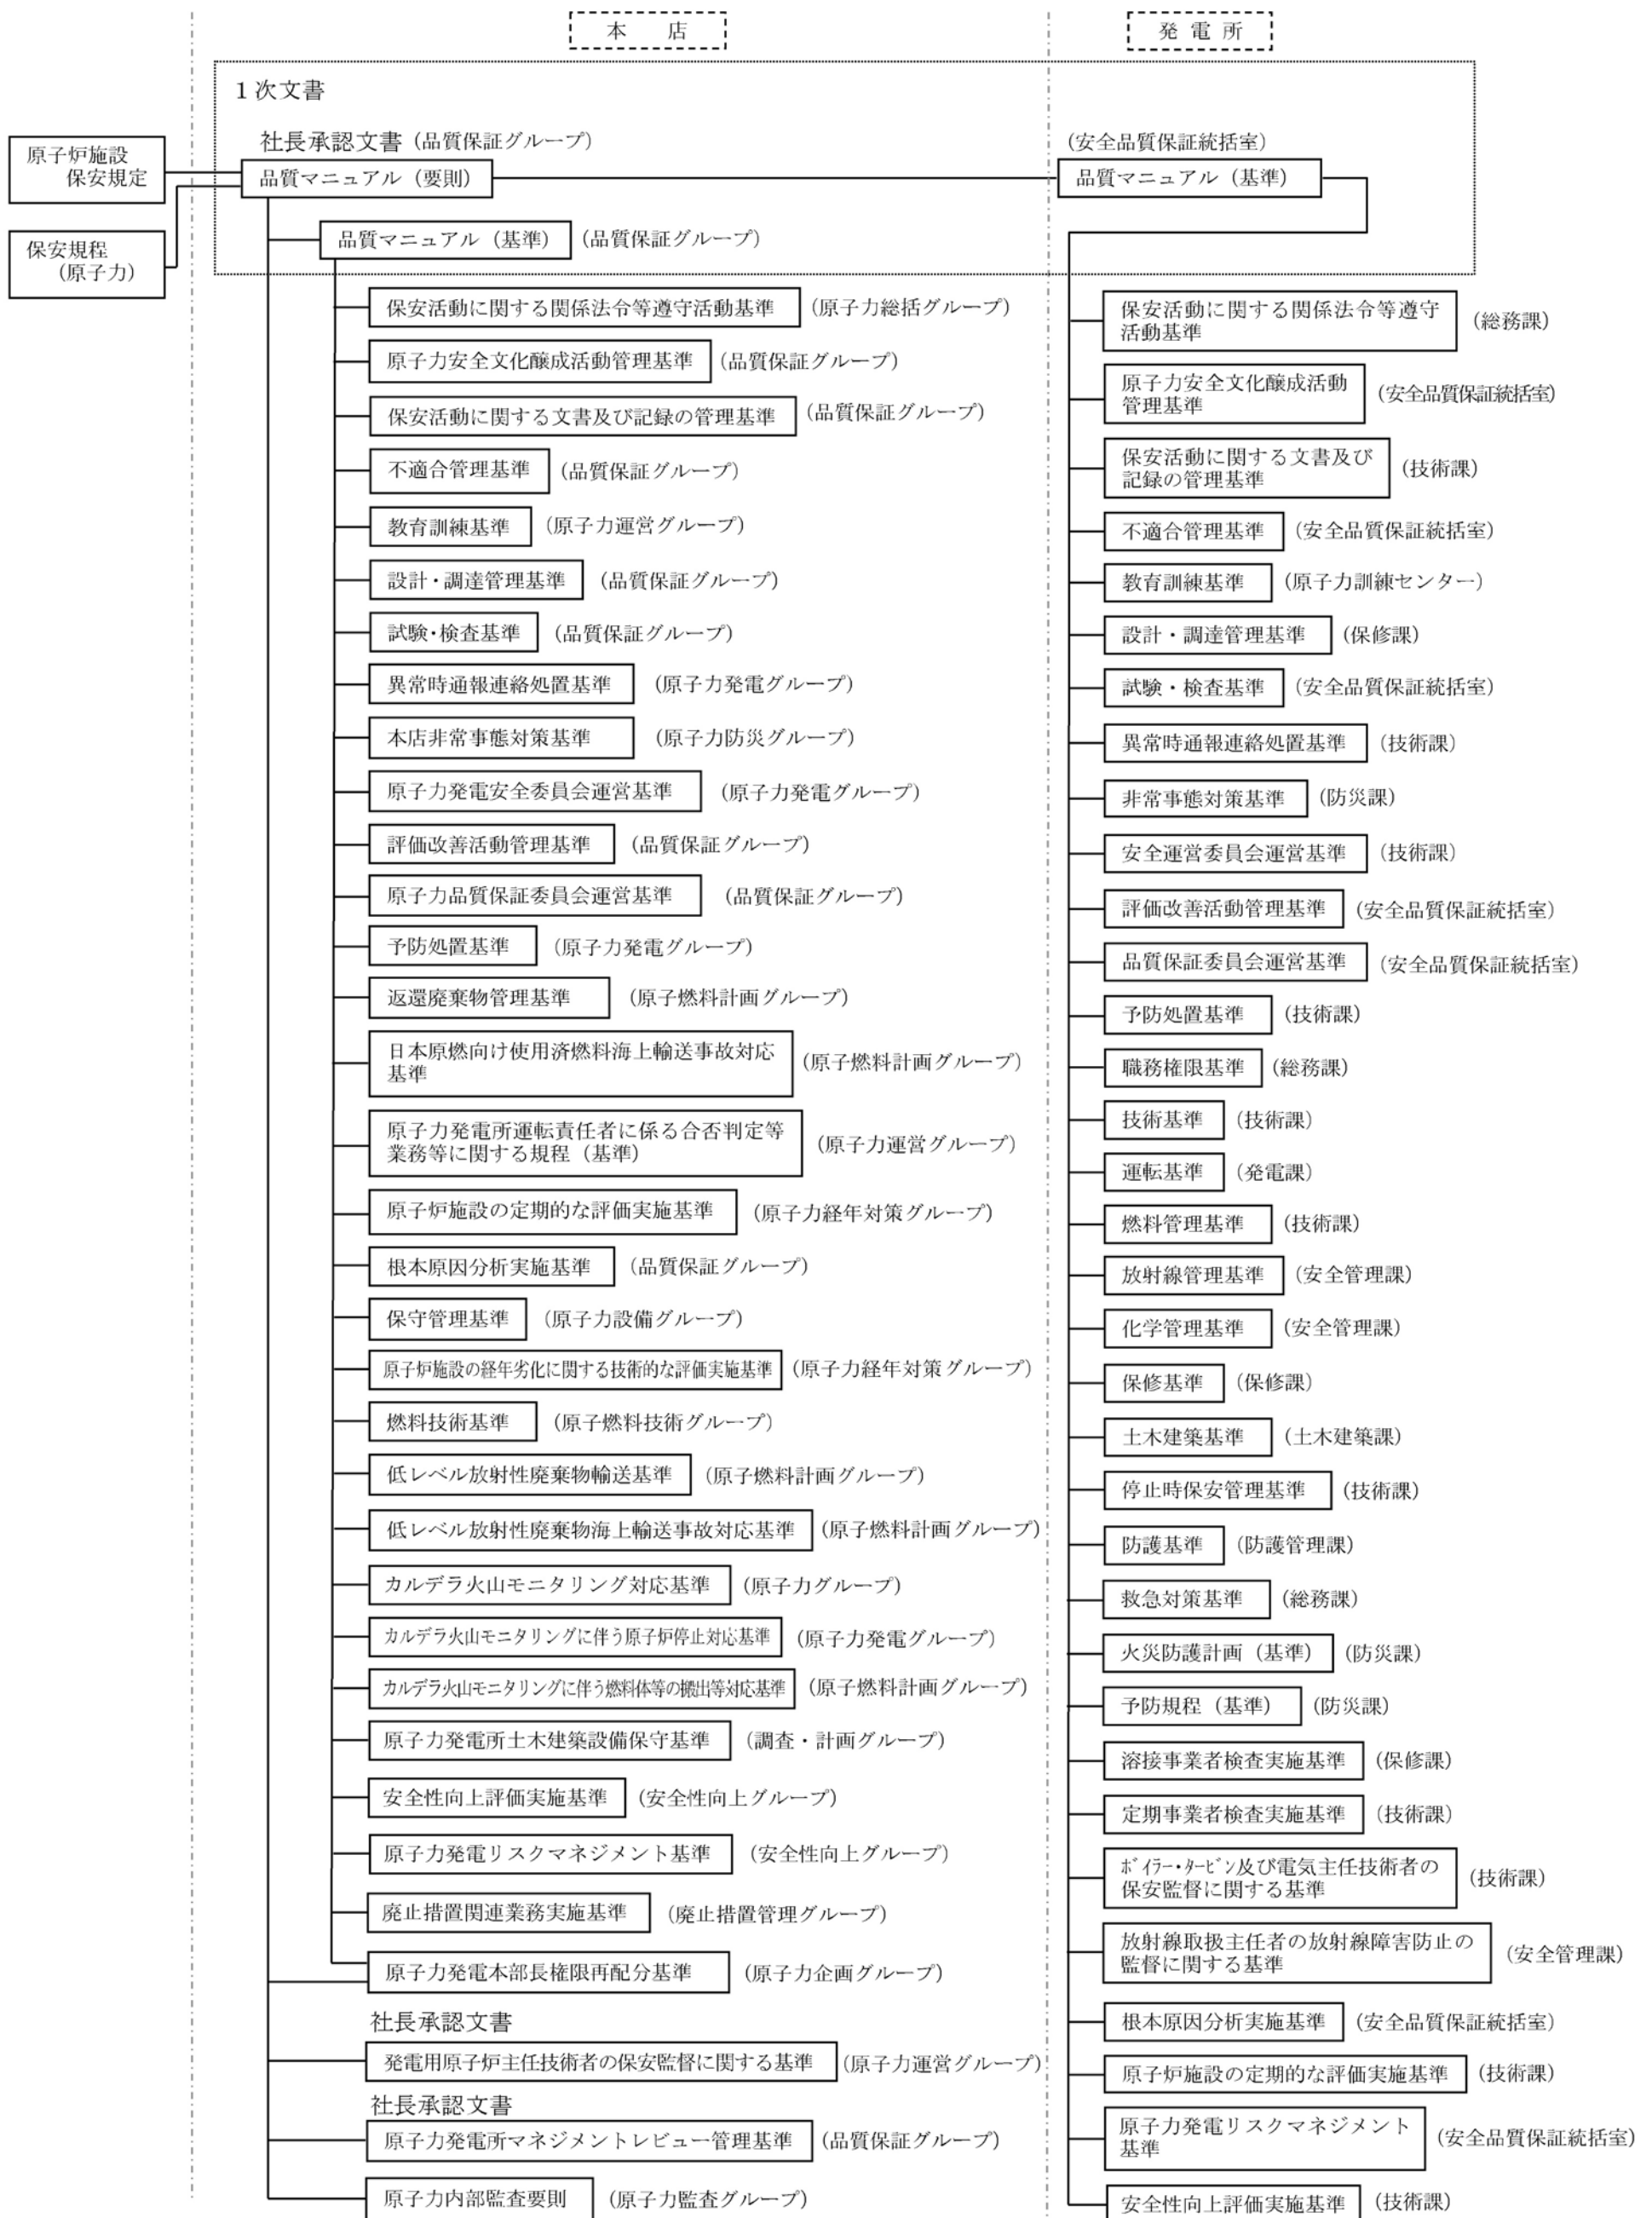 本　店
発 電 所
1 次文書
社長承認文書（品質保証グループ）
（安全品質保証統括室）
原子炉施設
保安規定
品質マニュアル（要則）
品質マニュアル（基準）
保安規程
（原子力）
品質マニュアル（基準）
（品質保証グループ）
保安活動に関する関係法令等遵守活動基準
（原子力総括グループ）
原子力安全文化醸成活動管理基準
（品質保証グループ）
保安活動に関する文書及び記録の管理基準
（品質保証グループ）
不適合管理基準
（品質保証グループ）
教育訓練基準
（原子力運営グループ）
設計・調達管理基準
（品質保証グループ）
試験・検査基準
（品質保証グループ）
異常時通報連絡処置基準
（原子力発電グループ）
本店非常事態対策基準
（原子力防災グループ）
原子力発電安全委員会運営基準
（原子力発電グループ）
評価改善活動管理基準
（品質保証グループ）
原子力品質保証委員会運営基準
（品質保証グループ）
予防処置基準
（原子力発電グループ）
返還廃棄物管理基準
（原子燃料計画グループ）
日本原燃向け使用済燃料海上輸送事故対応
基準
（原子燃料計画グループ）
原子力発電所運転責任者に係る合否判定等
業務等に関する規程（基準）
（原子力運営グループ）
原子炉施設の定期的な評価実施基準
（原子力経年対策グループ）
根本原因分析実施基準
（品質保証グループ）
保守管理基準
（原子力設備グループ）
原子炉施設の経年劣化に関する技術的な評価実施基準
（原子力経年対策グループ）
燃料技術基準
（原子燃料技術グループ）
低レベル放射性廃棄物輸送基準
（原子燃料計画グループ）
低レベル放射性廃棄物海上輸送事故対応基準
（原子燃料計画グループ）
カルデラ火山モニタリング対応基準
（原子力グループ）
カルデラ火山モニタリングに伴う原子炉停止対応基準
（原子力発電グループ）
カルデラ火山モニタリングに伴う燃料体等の搬出等対応基準
（原子燃料計画グループ）
原子力発電所土木建築設備保守基準
（調査・計画グループ）
安全性向上評価実施基準
（安全性向上グループ）
原子力発電リスクマネジメント基準
（安全性向上グループ）
廃止措置関連業務実施基準
（廃止措置管理グループ）
原子力発電本部長権限再配分基準
（原子力企画グループ）
社長承認文書
発電用原子炉主任技術者の保安監督に関する基準
（原子力運営グループ）
社長承認文書
原子力発電所マネジメントレビュー管理基準
（品質保証グループ）
原子力内部監査要則
（原子力監査グループ）
保安活動に関する関係法令等遵守
活動基準
（総務課）
原子力安全文化醸成活動
管理基準
（安全品質保証統括室）
保安活動に関する文書及び
記録の管理基準
（技術課）
不適合管理基準
（安全品質保証統括室）
教育訓練基準
（原子力訓練センター）
設計・調達管理基準
（保修課）
試験・検査基準
（安全品質保証統括室）
異常時通報連絡処置基準
（技術課）
非常事態対策基準
（防災課）
安全運営委員会運営基準
（技術課）
評価改善活動管理基準
（安全品質保証統括室）
品質保証委員会運営基準
（安全品質保証統括室）
予防処置基準
（技術課）
職務権限基準
（総務課）
技術基準
（技術課）
運転基準
（発電課）
燃料管理基準
（技術課）
放射線管理基準
（安全管理課）
化学管理基準
（安全管理課）
保修基準
（保修課）
土木建築基準
（土木建築課）
停止時保安管理基準
（技術課）
防護基準
（防護管理課）
救急対策基準
（総務課）
火災防護計画（基準）
（防災課）
予防規程（基準）
（防災課）
溶接事業者検査実施基準
（保修課）
定期事業者検査実施基準
（技術課）
ﾎﾞｲﾗｰ・ﾀｰﾋﾞﾝ及び電気主任技術者の
保安監督に関する基準
（技術課）
放射線取扱主任者の放射線障害防止の
監督に関する基準
（安全管理課）
根本原因分析実施基準
（安全品質保証統括室）
原子炉施設の定期的な評価実施基準
（技術課）
原子力発電リスクマネジメント
基準
（安全品質保証統括室）
安全性向上評価実施基準
（技術課）